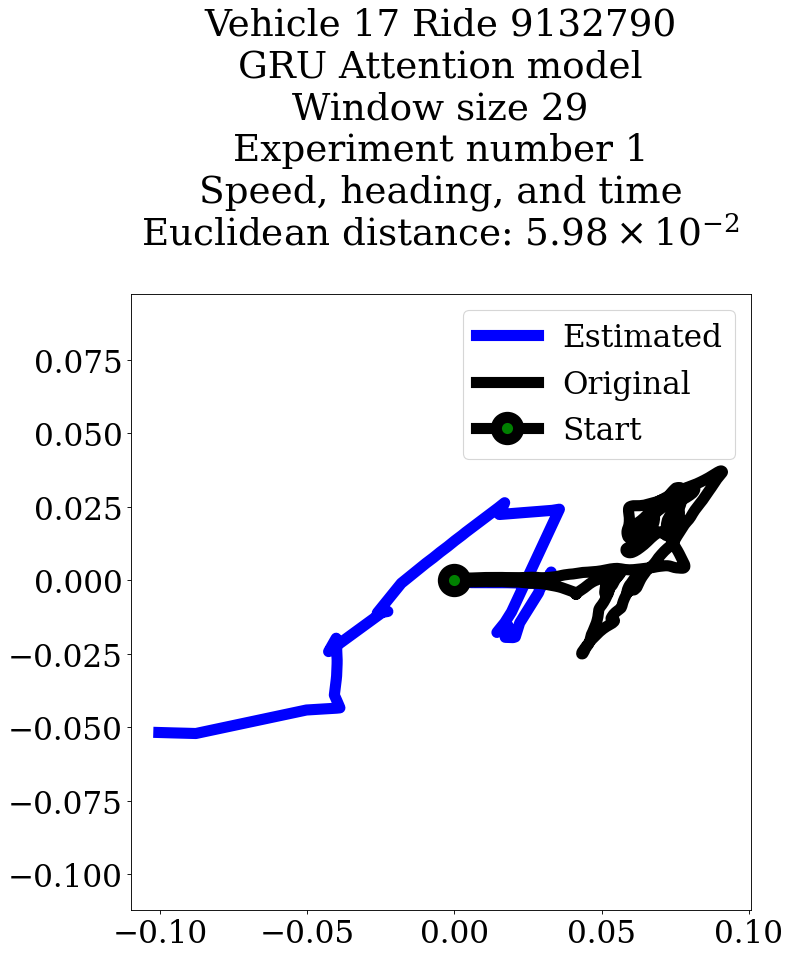 Vehicle 17 Ride 9132790
GRU Attention model
Window size 29
Experiment number 1
Speed, heading, and time
Euclidean distance: 5.98 × 10⁻²
Estimated
Original
Start
0.075
0.050
0.025
0.000
−0.025
−0.050
−0.075
−0.100
−0.10 −0.05 0.00 0.05 0.10